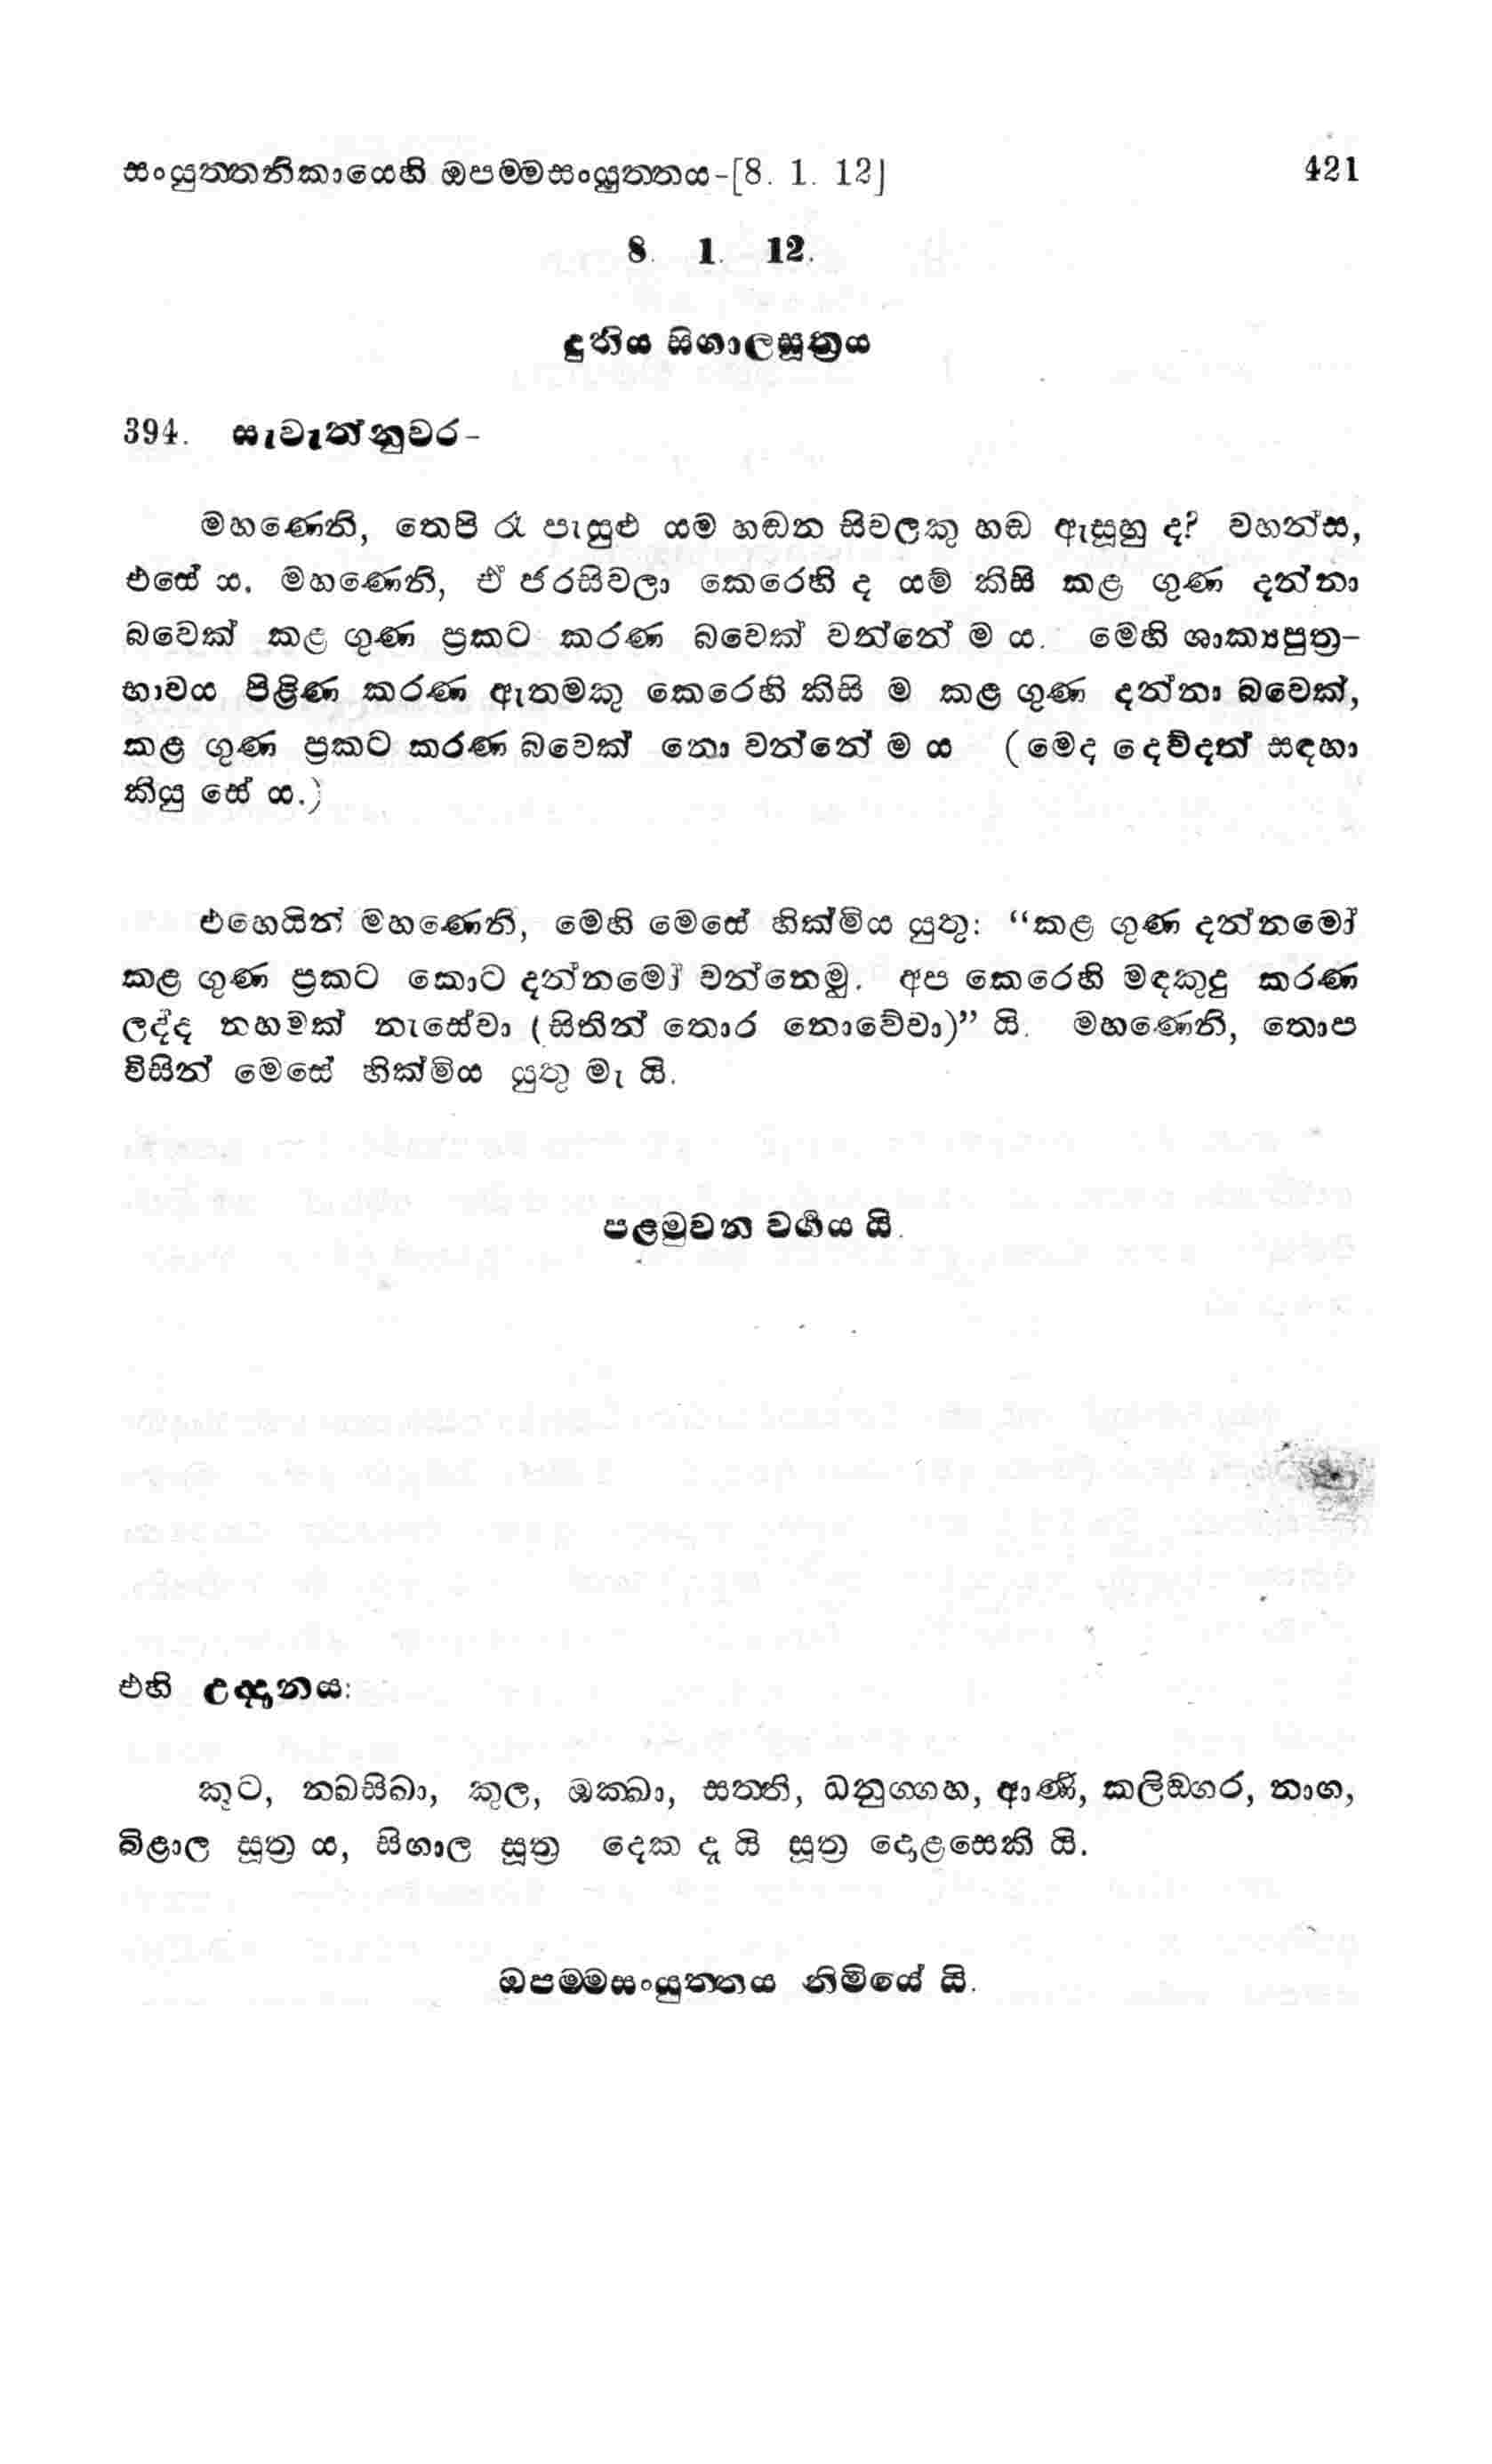 සංයුත්තනිකායෙහි ඔපම්මසංයුත්තය-[8. 1. 12] 421
8. 1. 12.
දුතිය සිගාලසූත්‍රය
394. සැවැත්නුවර-
මහණෙනි, තෙපි රෑ පැසුළු යම හඬන සිවලකු හඬ ඇසූහු ද? වහන්ස,
එසේ ය. මහණෙනි, ඒ ජරසිවලා කෙරෙහි ද යම් කිසි කළ ගුණ දන්නා
බවෙක් කළ ගුණ ප්‍රකට කරණ බවෙක් වන්නේ ම ය. මෙහි ශාක්‍යපුත්‍ර-
භාවය පිළිණ කරණ ඇතමකු කෙරෙහි කිසි ම කළ ගුණ දන්නා බවෙක්,
කළ ගුණ ප්‍රකට කරණ බවෙක් නො වන්නේ ම ය (මෙද දෙව්දත් සඳහා
කියු සේ ය.)
එහෙයින් මහණෙනි, මෙහි මෙසේ හික්මිය යුතු: “කළ ගුණ දන්නමෝ
කළ ගුණ ප්‍රකට කොට දන්නමෝ වන්නෙමු. අප කෙරෙහි මඳකුදු කරණ
ලද්ද නහමක් නැසේවා (සිතින් තොර නොවේවා)” යි. මහණෙනි, තොප
විසින් මෙසේ හික්මිය යුතු මැ යි.
පළමුවන වර්‍ගය යි.
එහි උද්දානය:
කූට, නඛසිඛා, කුල, ඔක්ඛා, සත්ති, ධනුග්ගහ, ආණි, කලිඞ්ගර, නාග,
බිළාල සූත්‍ර ය, සිගාල සූත්‍ර දෙක දැ යි සූත්‍ර දොළසෙකි යි.
ඔපම්මසංයුත්තය නිමියේ යි.